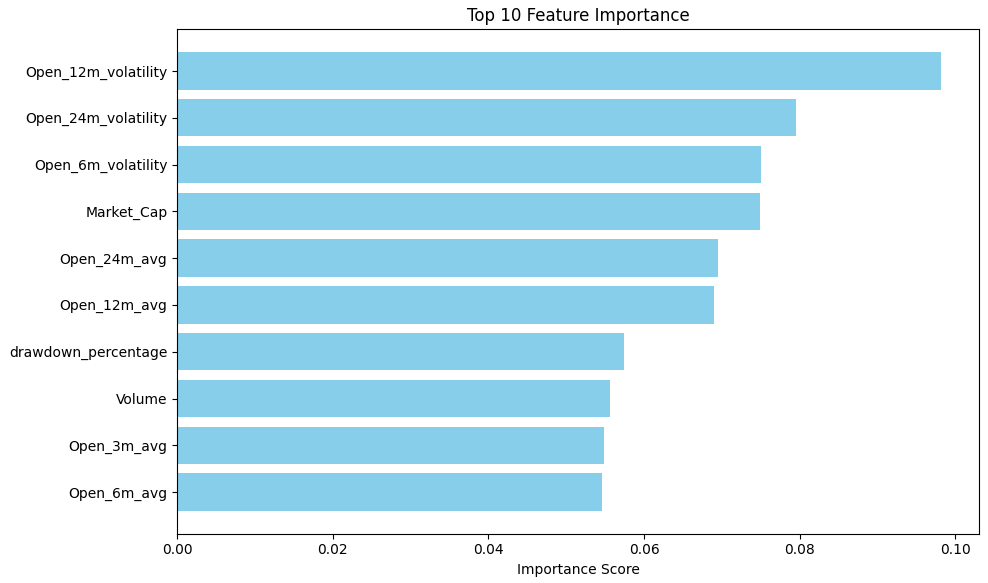 Top 10 Feature Importance
Open_12m_volatility
Open_24m_volatility
Open_6m_volatility
Market_Cap
Open_24m_avg
Open_12m_avg
drawdown_percentage
Volume
Open_3m_avg
Open_6m_avg
0.00 0.02 0.04 0.06 0.08 0.10
Importance Score